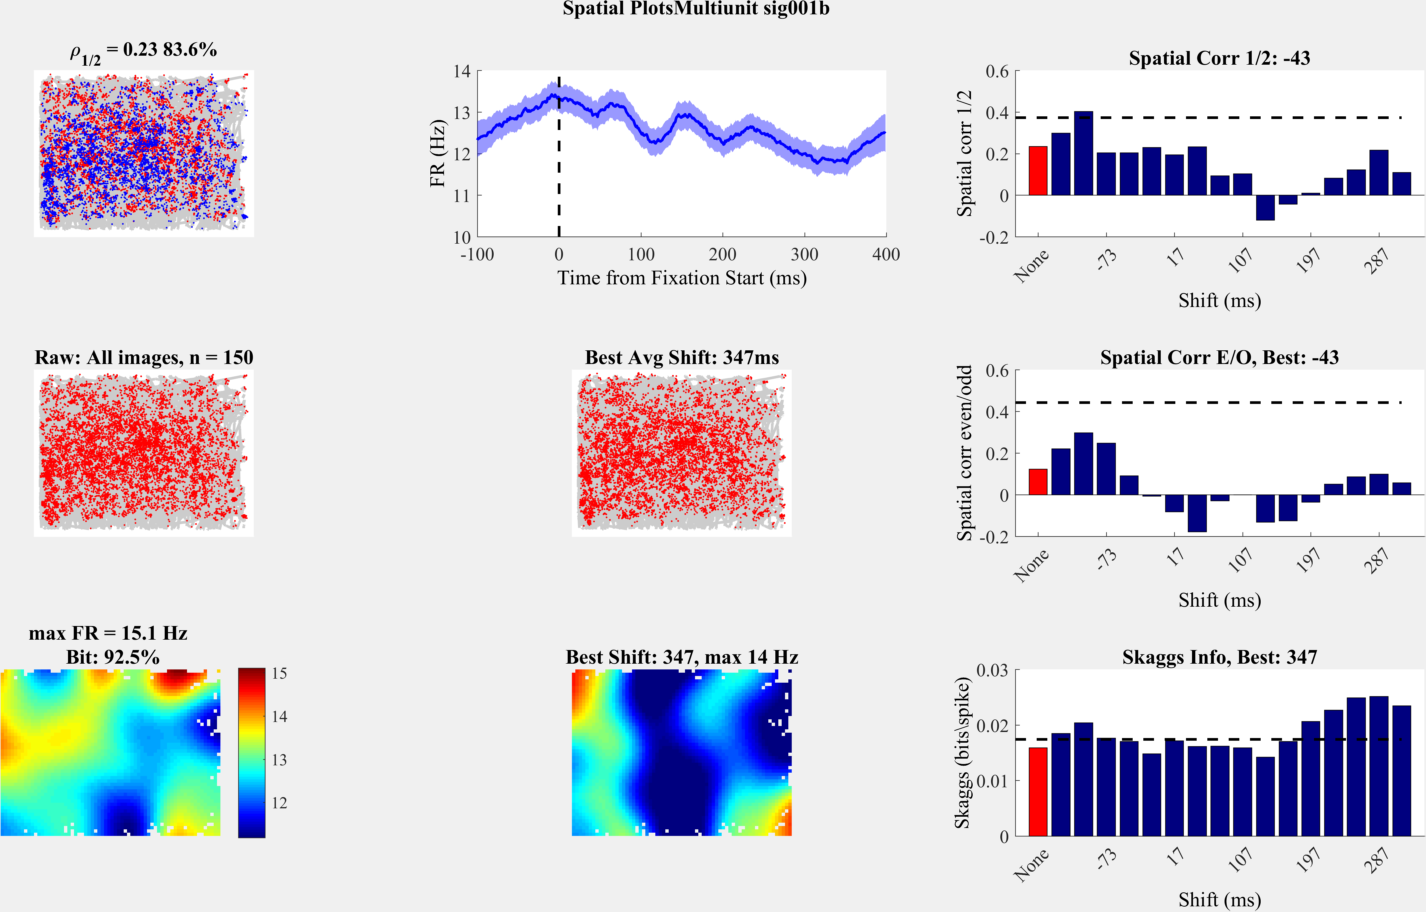 Spatial PlotsMultiunit sig001b
ρ1/2 = 0.23 83.6%
14
13
12
11
10
FR (Hz)
-100
0
100
200
300
400
Time from Fixation Start (ms)
Spatial Corr 1/2: -43
0.6
0.4
0.2
0
-0.2
Spatial corr 1/2
None
-73
17
107
197
287
Shift (ms)
Raw: All images, n = 150
Best Avg Shift: 347ms
Spatial Corr E/O, Best: -43
0.6
0.4
0.2
0
-0.2
Spatial corr even/odd
None
-73
17
107
197
287
Shift (ms)
max FR = 15.1 Hz
Bit: 92.5%
15
14
13
12
Best Shift: 347, max 14 Hz
Skaggs Info, Best: 347
0.03
0.02
0.01
0
Skaggs (bits\spike)
None
-73
17
107
197
287
Shift (ms)